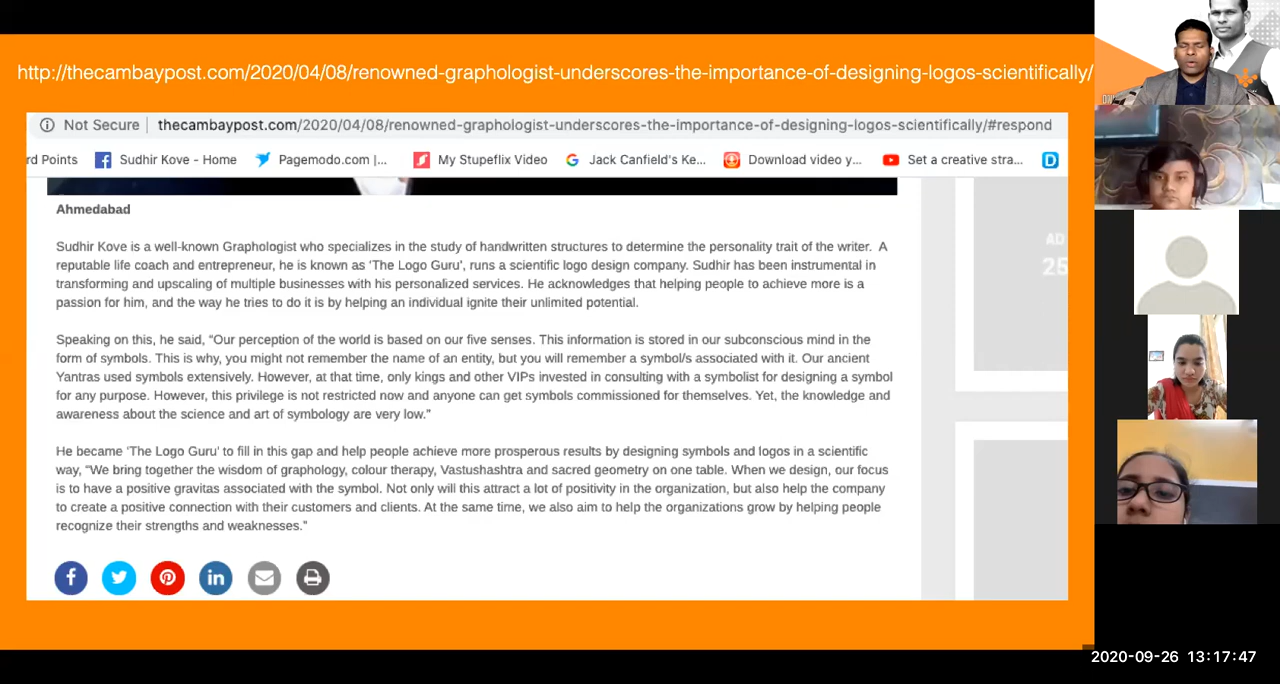 http://thecambaypost.com/2020/04/08/renowned-graphologist-underscores-the-importance-of-designing-logos-scientifically/
Not Secure | thecambaypost.com/2020/04/08/renowned-graphologist-underscores-the-importance-of-designing-logos-scientifically/#respond
rd Points Sudhir Kove - Home Pagemodo.com |... My Stupeflix Video Jack Canfield's Ke... Download video y... Set a creative stra...
Ahmedabad
Sudhir Kove is a well-known Graphologist who specializes in the study of handwritten structures to determine the personality trait of the writer. A
reputable life coach and entrepreneur, he is known as ‘The Logo Guru’, runs a scientific logo design company. Sudhir has been instrumental in
transforming and upscaling of multiple businesses with his personalized services. He acknowledges that helping people to achieve more is a
passion for him, and the way he tries to do it is by helping an individual ignite their unlimited potential.
Speaking on this, he said, “Our perception of the world is based on our five senses. This information is stored in our subconscious mind in the
form of symbols. This is why, you might not remember the name of an entity, but you will remember a symbol/s associated with it. Our ancient
Yantras used symbols extensively. However, at that time, only kings and other VIPs invested in consulting with a symbolist for designing a symbol
for any purpose. However, this privilege is not restricted now and anyone can get symbols commissioned for themselves. Yet, the knowledge and
awareness about the science and art of symbology are very low.”
He became ‘The Logo Guru’ to fill in this gap and help people achieve more prosperous results by designing symbols and logos in a scientific
way, “We bring together the wisdom of graphology, colour therapy, Vastushashtra and sacred geometry on one table. When we design, our focus
is to have a positive gravitas associated with the symbol. Not only will this attract a lot of positivity in the organization, but also help the company
to create a positive connection with their customers and clients. At the same time, we also aim to help the organizations grow by helping people
recognize their strengths and weaknesses.”
AD
25
2020-09-26 13:17:47